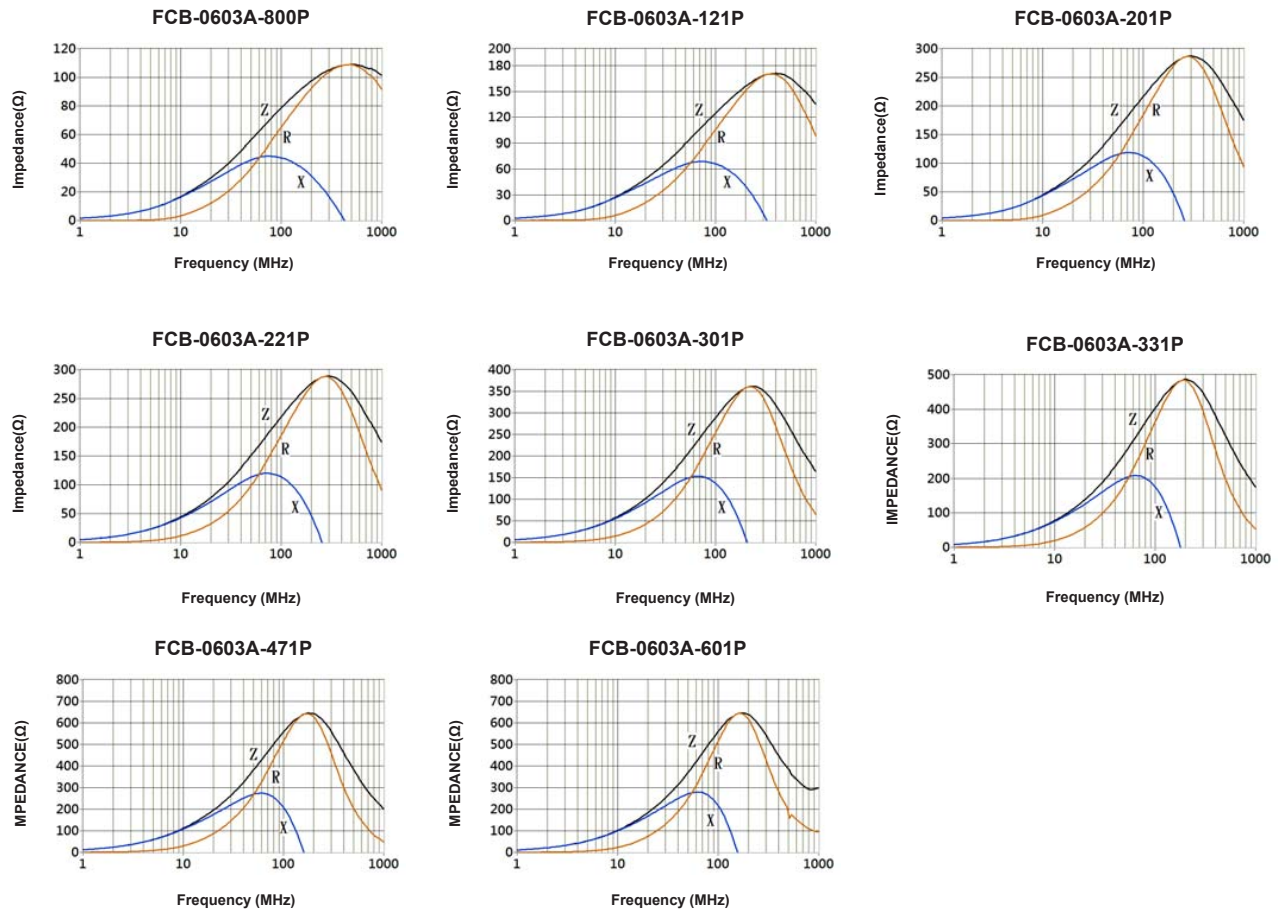 FCB-0603A-800P
Impedance(Ω)
120
100
80
60
40
20
0
Z
R
X
1 10 100 1000
Frequency (MHz)
FCB-0603A-121P
Impedance(Ω)
200
180
150
120
90
60
30
0
Z
R
X
1 10 100 1000
Frequency (MHz)
FCB-0603A-201P
Impedance(Ω)
300
250
200
150
100
50
0
Z R
X
1 10 100 1000
Frequency (MHz)
FCB-0603A-221P
Impedance(Ω)
300
250
200
150
100
50
0
Z
R
X
1 10 100 1000
Frequency (MHz)
FCB-0603A-301P
Impedance(Ω)
400
350
300
250
200
150
100
50
0
Z
R
X
1 10 100 1000
Frequency (MHz)
FCB-0603A-331P
IMPEDANCE(Ω)
500
400
300
200
100
0
Z
R
X
1 10 100 1000
Frequency (MHz)
FCB-0603A-471P
MPEDANCE(Ω)
800
700
600
500
400
300
200
100
0
Z
R
X
1 10 100 1000
Frequency (MHz)
FCB-0603A-601P
MPEDANCE(Ω)
800
700
600
500
400
300
200
100
0
Z
R
X
1 10 100 1000
Frequency (MHz)